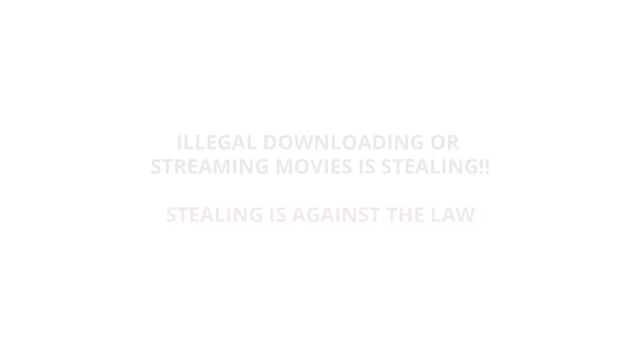 ILLEGAL DOWNLOADING OR
STREAMING MOVIES IS STEALING!!
STEALING IS AGAINST THE LAW